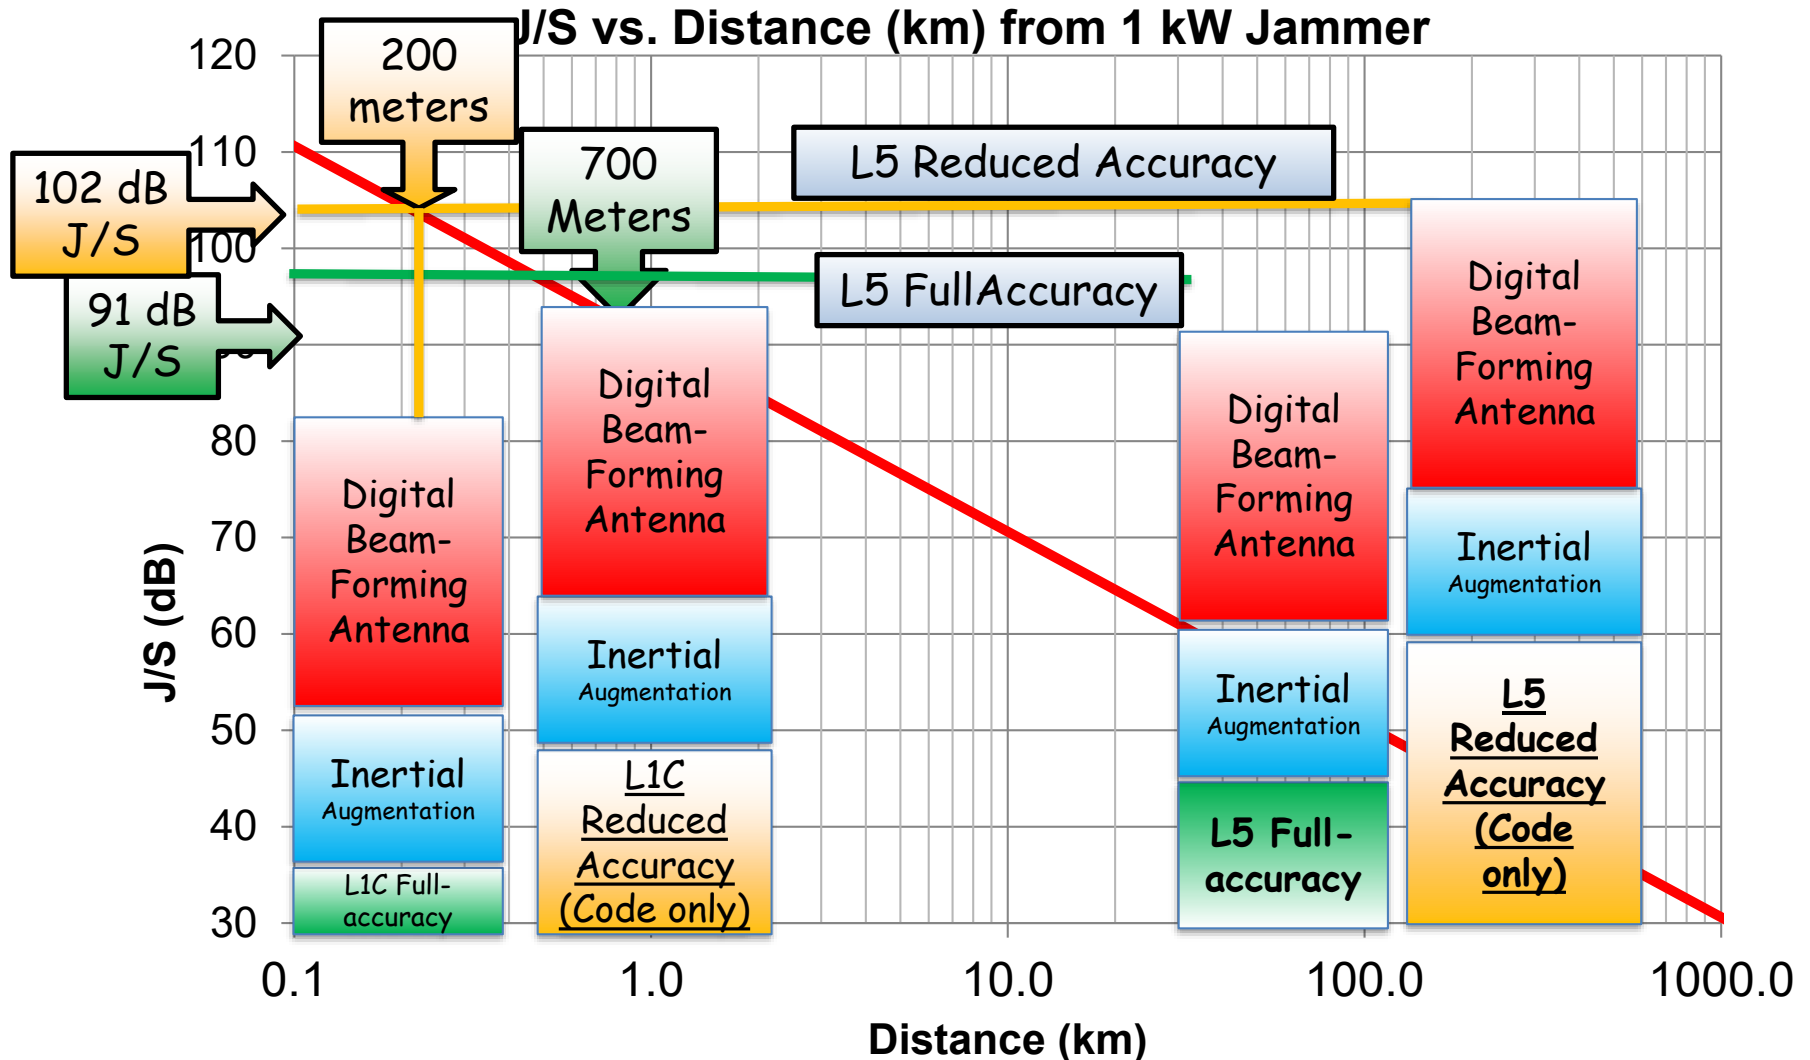 J/S vs. Distance (km) from 1 kW Jammer
120
110
100
90
80
70
60
50
40
30
J/S (dB)
0.1
1.0
10.0
100.0
1000.0
Distance (km)
200
meters
700
Meters
102 dB
J/S
91 dB
J/S
L5 Reduced Accuracy
L5 FullAccuracy
Digital
Beam-
Forming
Antenna
Inertial
Augmentation
L1C Full-
accuracy
Digital
Beam-
Forming
Antenna
Inertial
Augmentation
L1C
Reduced
Accuracy
(Code only)
Digital
Beam-
Forming
Antenna
Inertial
Augmentation
L5 Full-
accuracy
Digital
Beam-
Forming
Antenna
Inertial
Augmentation
L5
Reduced
Accuracy
(Code
only)